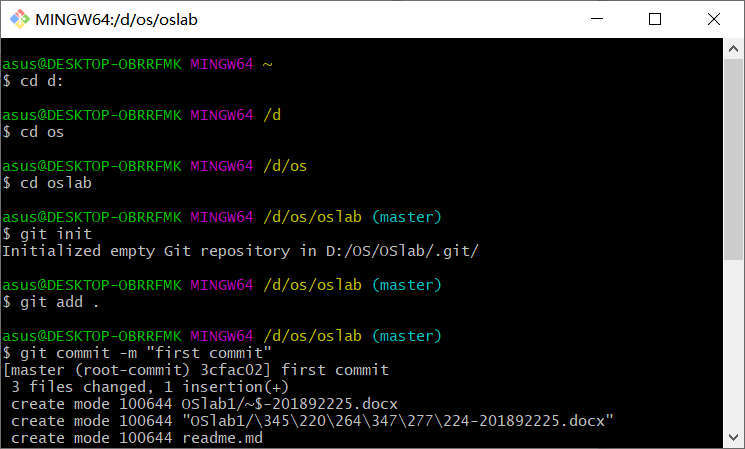 MINGW64:/d/os/oslab
asus@DESKTOP-OBRRFMK MINGW64 ~
$ cd d:
asus@DESKTOP-OBRRFMK MINGW64 /d
$ cd os
asus@DESKTOP-OBRRFMK MINGW64 /d/os
$ cd oslab
asus@DESKTOP-OBRRFMK MINGW64 /d/os/oslab (master)
$ git init
Initialized empty Git repository in D:/OS/OSlab/.git/
asus@DESKTOP-OBRRFMK MINGW64 /d/os/oslab (master)
$ git add .
asus@DESKTOP-OBRRFMK MINGW64 /d/os/oslab (master)
$ git commit -m "first commit"
[master (root-commit) 3cfac02] first commit
 3 files changed, 1 insertion(+)
 create mode 100644 OSlab1/~$-201892225.docx
 create mode 100644 "OSlab1/\345\220\264\347\277\224-201892225.docx"
 create mode 100644 readme.md